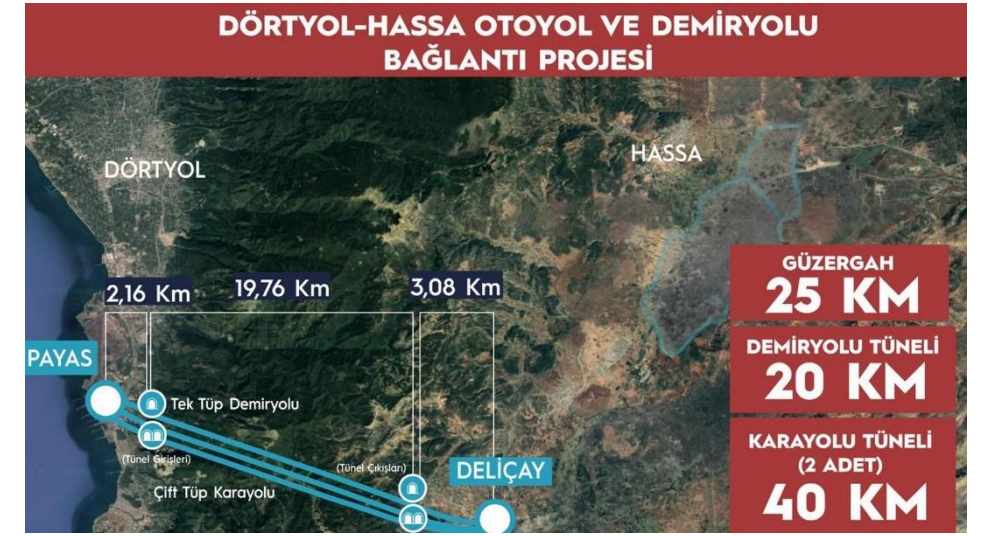 DÖRTYOL-HASSA OTOYOL VE DEMİRYOLU
BAĞLANTI PROJESİ
DÖRTYOL
HASSA
2,16 Km
19,76 Km
3,08 Km
GÜZERGAH
25 KM
DEMİRYOLU TÜNELİ
20 KM
KARAYOLU TÜNELİ
(2 ADET)
40 KM
PAYAS
Tek Tüp Demiryolu
(Tünel Girişleri)
(Tünel Çıkışları)
DELİÇAY
Çift Tüp Karayolu